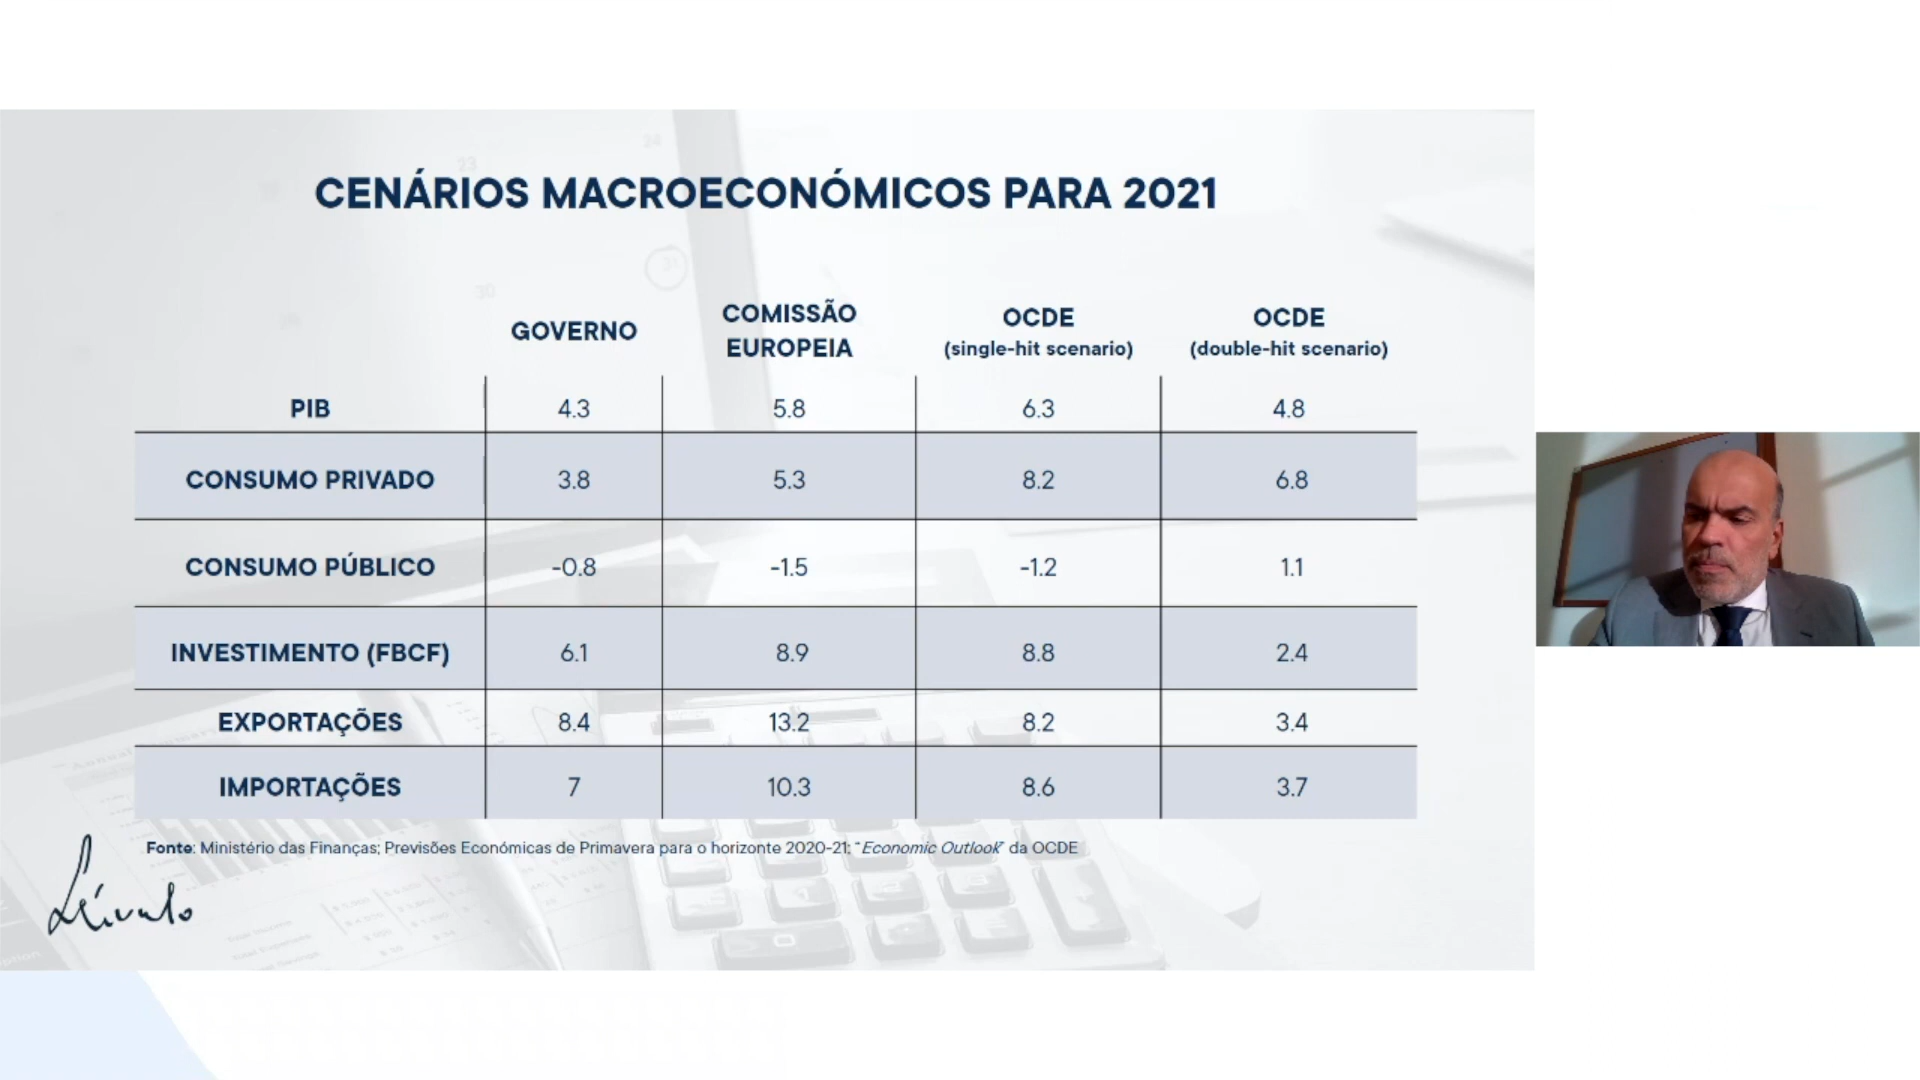 CENÁRIOS MACROECONÓMICOS PARA 2021
GOVERNO
COMISSÃO
EUROPEIA
OCDE
(single-hit scenario)
OCDE
(double-hit scenario)
PIB 4.3 5.8 6.3 4.8
CONSUMO PRIVADO 3.8 5.3 8.2 6.8
CONSUMO PÚBLICO -0.8 -1.5 -1.2 1.1
INVESTIMENTO (FBCF) 6.1 8.9 8.8 2.4
EXPORTAÇÕES 8.4 13.2 8.2 3.4
IMPORTAÇÕES 7 10.3 8.6 3.7
Fonte: Ministério das Finanças; Previsões Económicas de Primavera para o horizonte 2020-21; “Economic Outlook” da OCDE